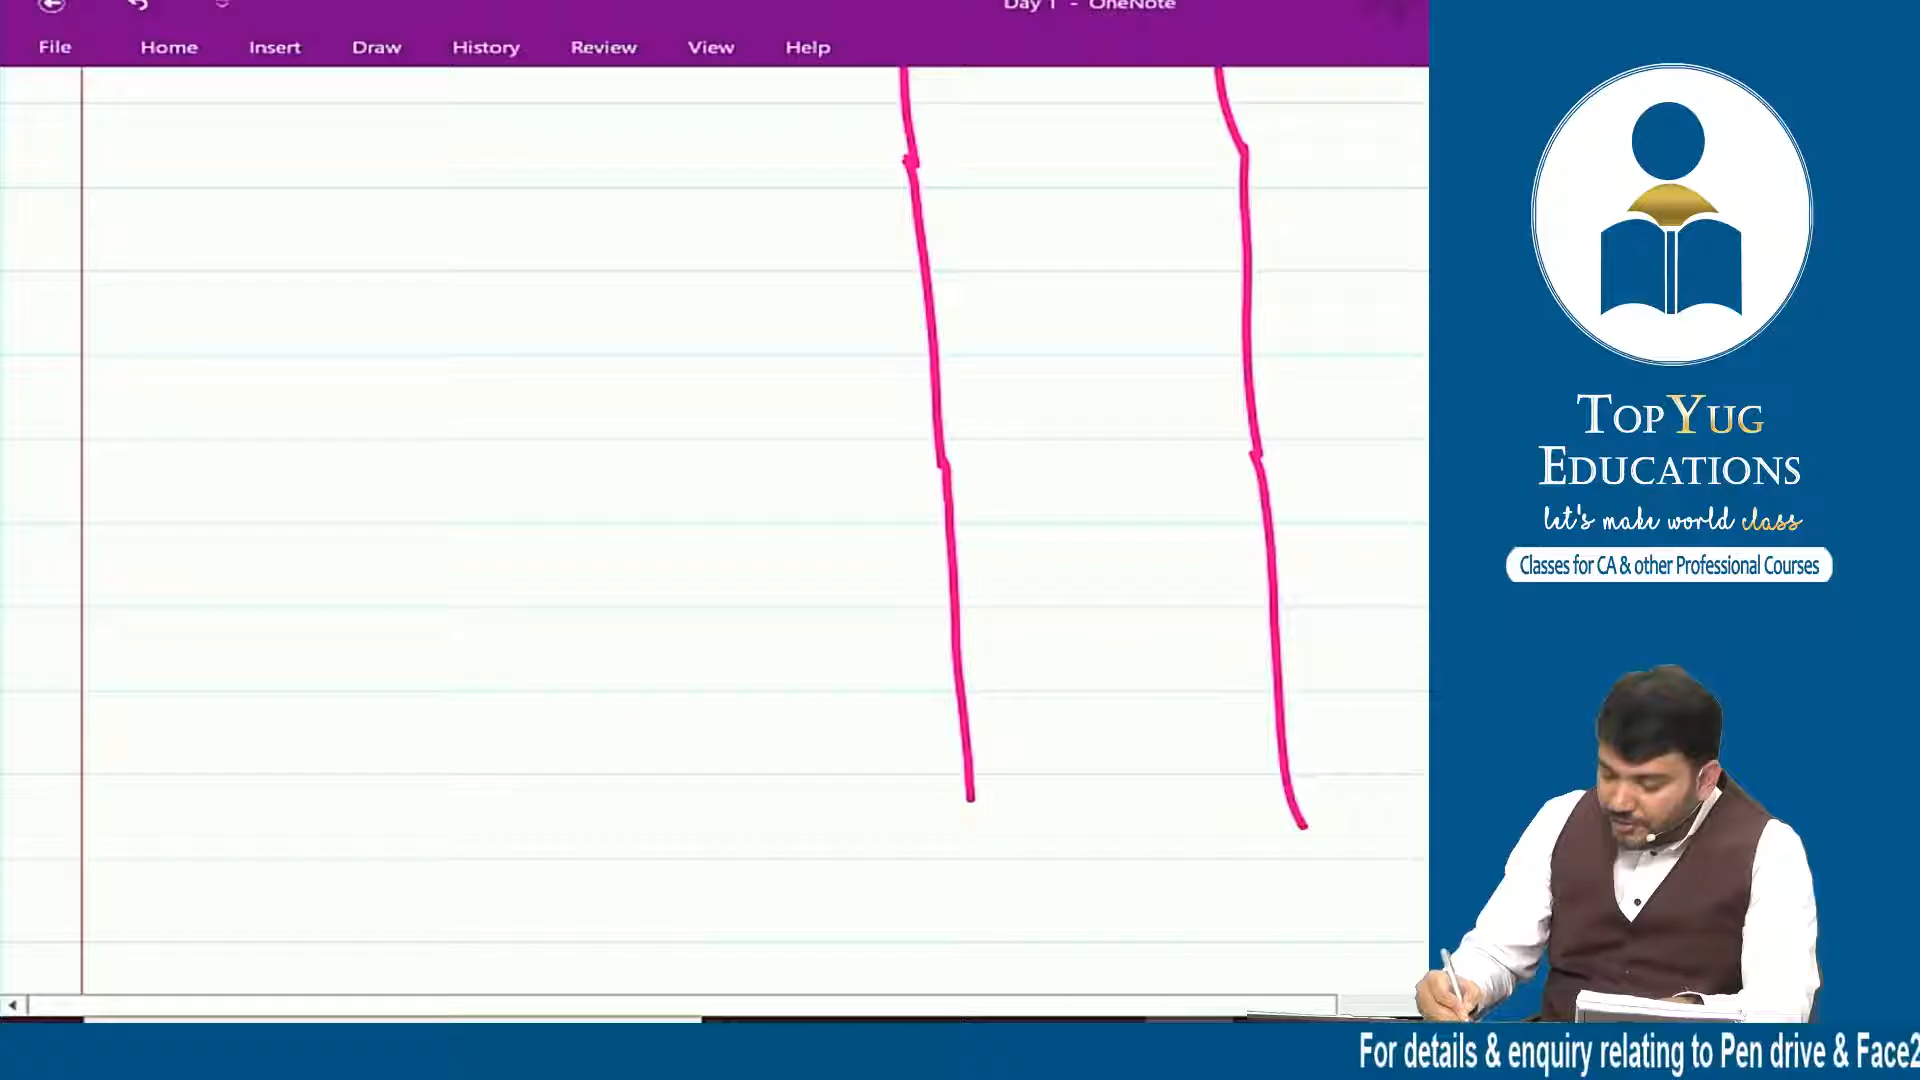 Day 1 - OneNote
File Home Insert Draw History Review View Help
TOPYUG
EDUCATIONS
let's make world class
Classes for CA & other Professional Courses
For details & enquiry relating to Pen drive & Face2